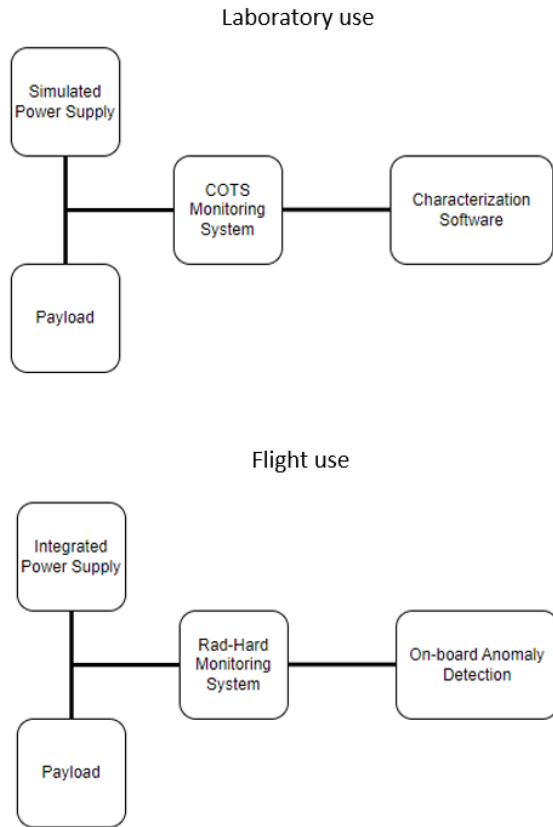 Laboratory use
Simulated
Power Supply
COTS
Monitoring
System
Characterization
Software
Payload
Flight use
Integrated
Power Supply
Rad-Hard
Monitoring
System
On-board Anomaly
Detection
Payload